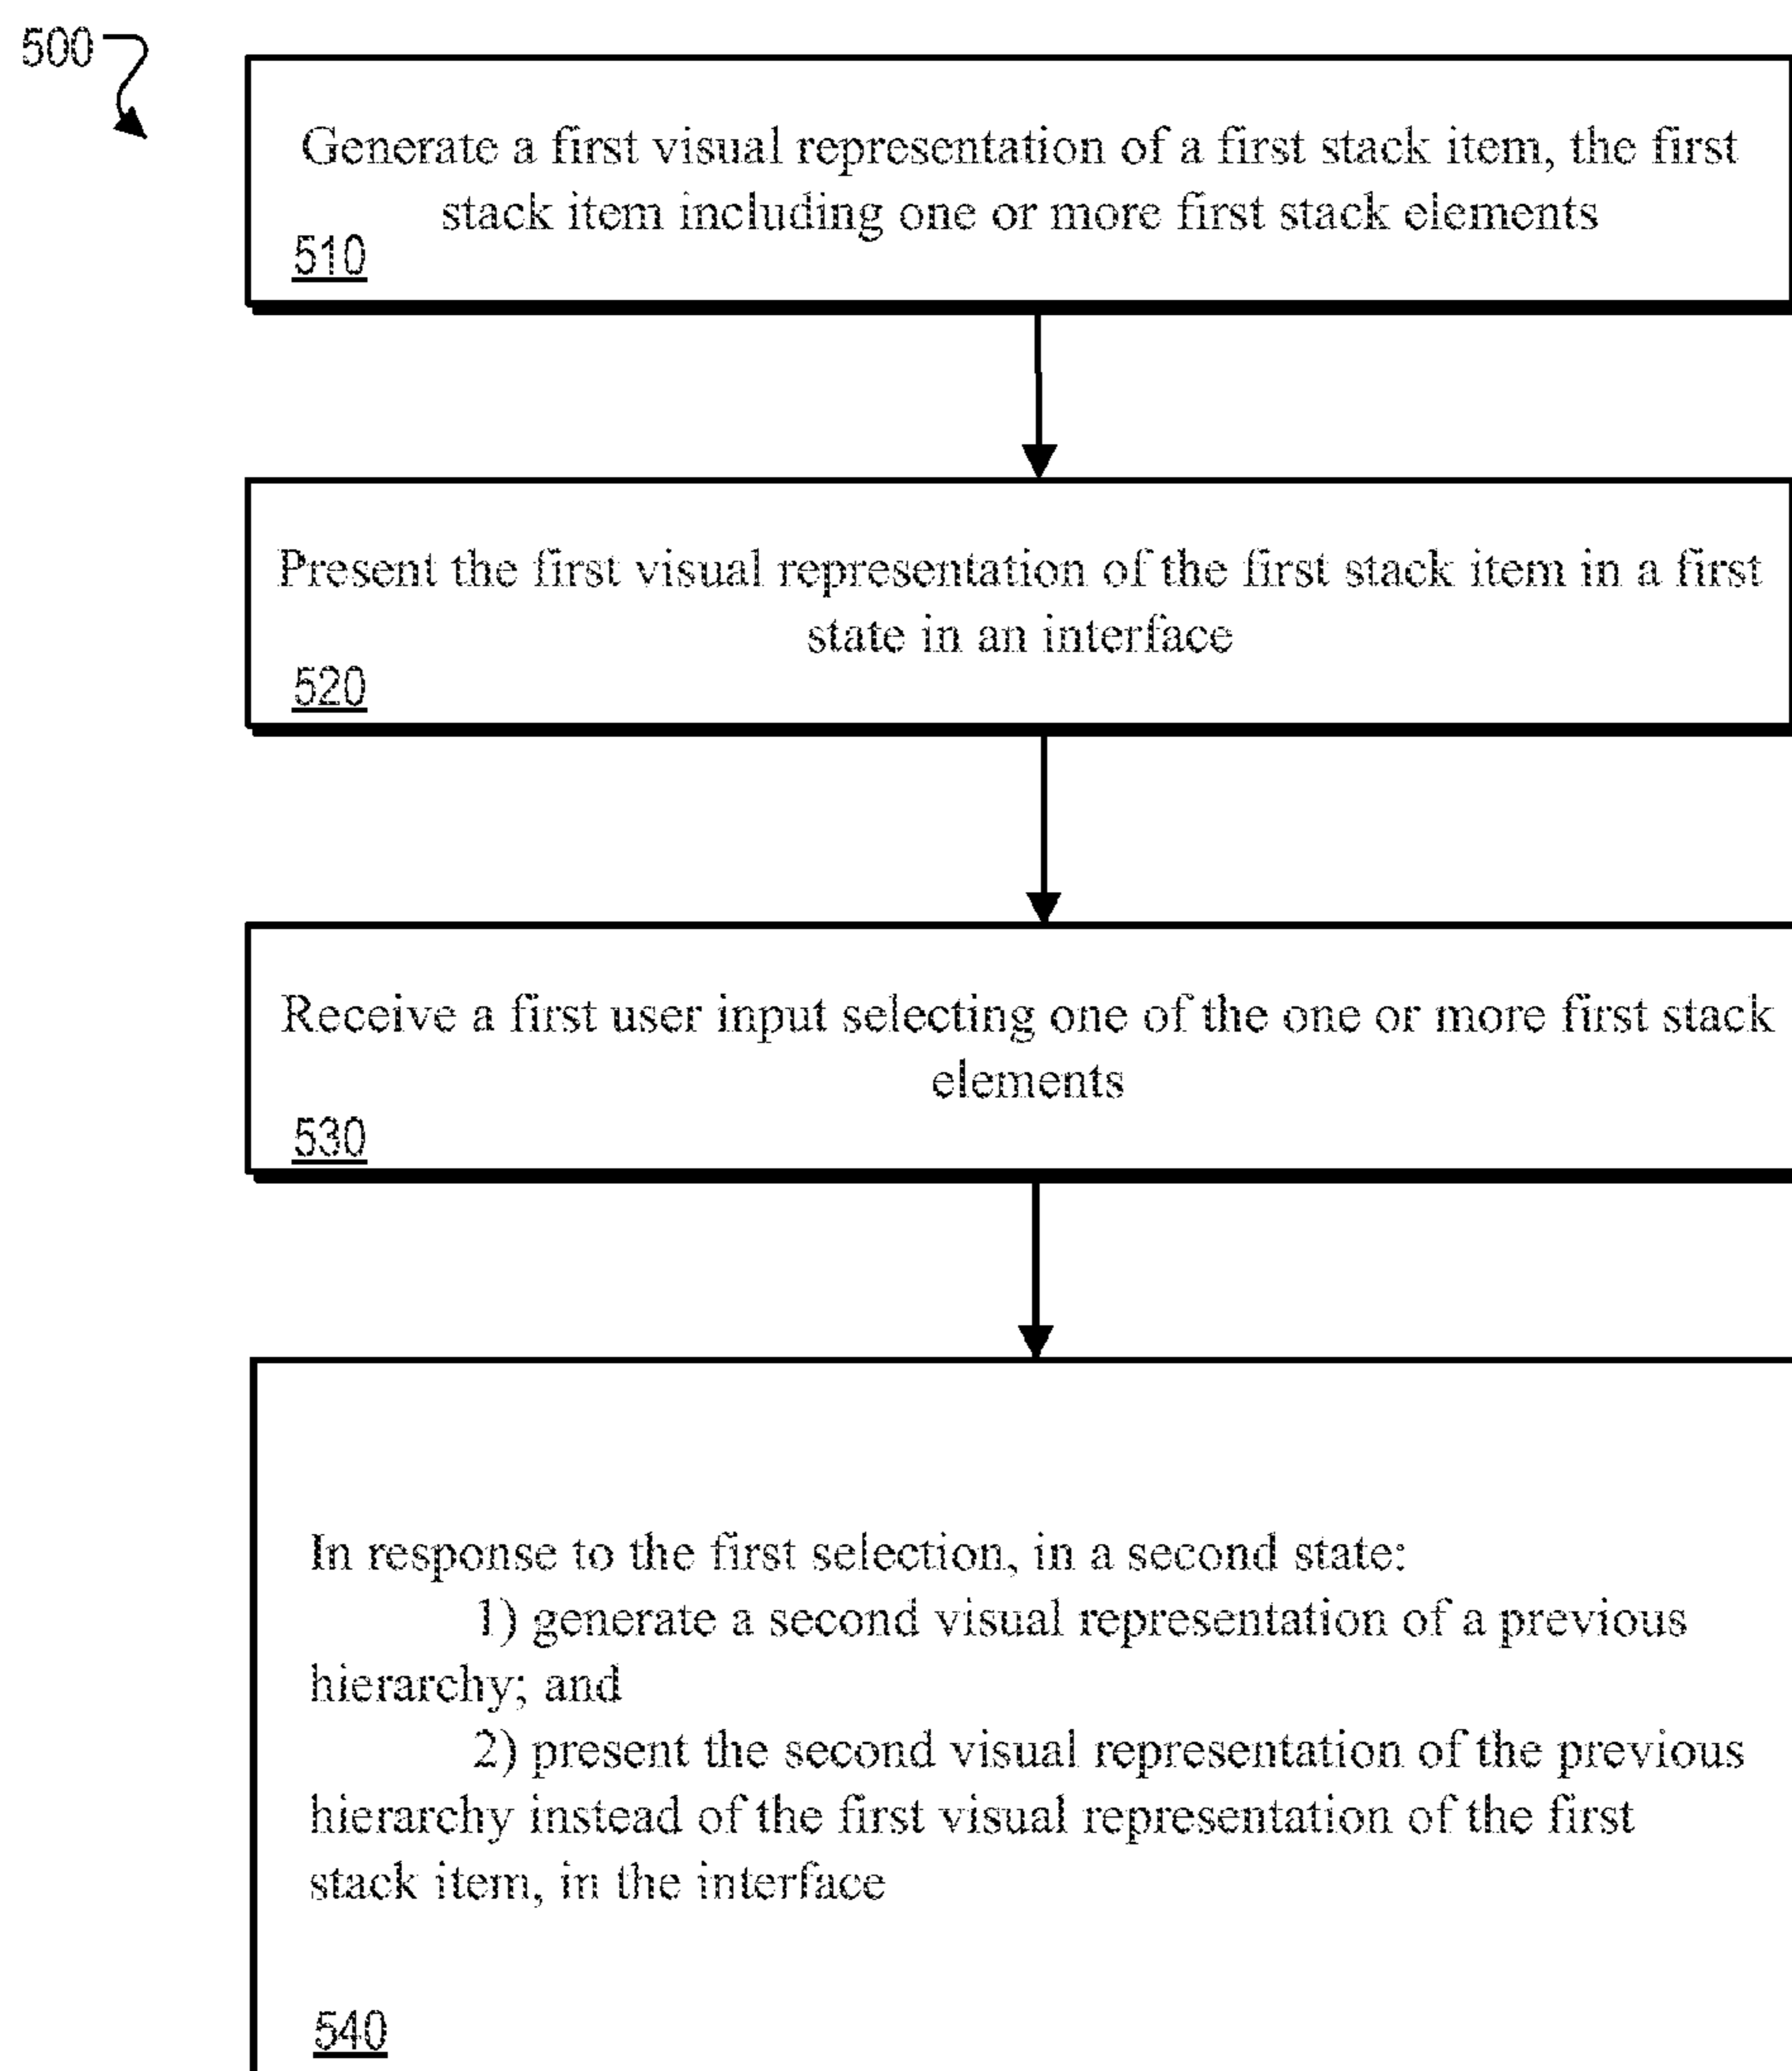 500
Generate a first visual representation of a first stack item, the first
stack item including one or more first stack elements
510
Present the first visual representation of the first stack item in a first
state in an interface
520
Receive a first user input selecting one of the one or more first stack
elements
530
In response to the first selection, in a second state:
1) generate a second visual representation of a previous
hierarchy; and
2) present the second visual representation of the previous
hierarchy instead of the first visual representation of the first
stack item, in the interface
540